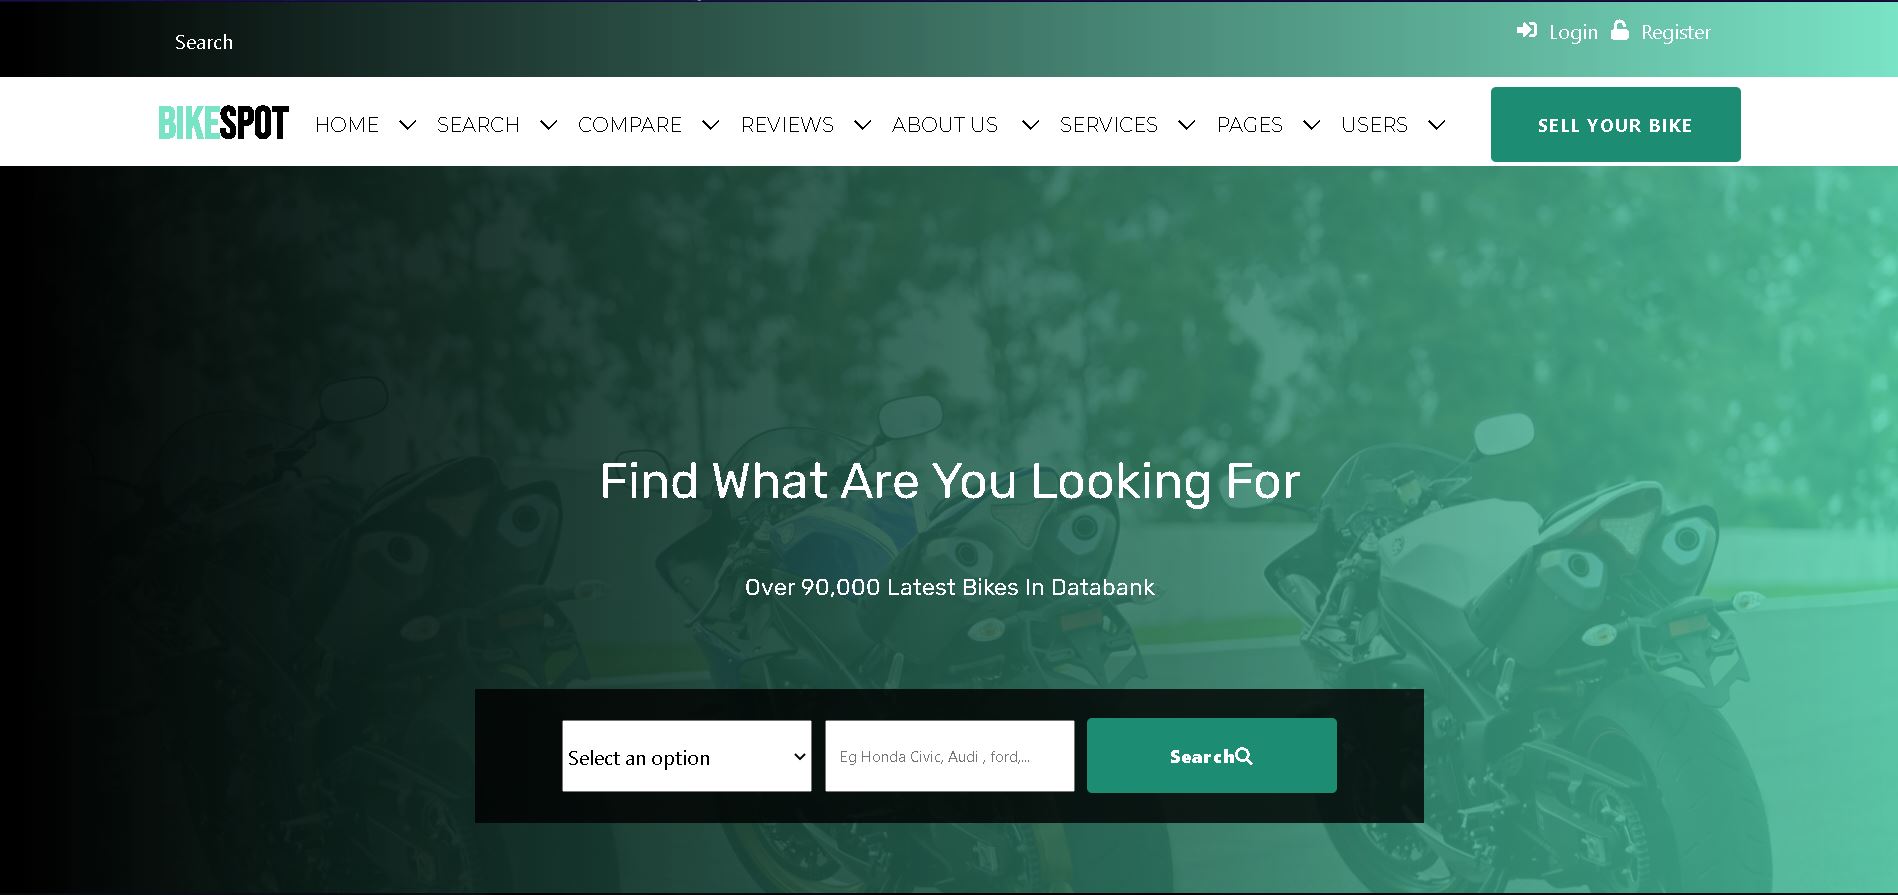 Search
Login Register
BIKESPOT HOME SEARCH COMPARE REVIEWS ABOUT US SERVICES PAGES USERS SELL YOUR BIKE
Find What Are You Looking For
Over 90,000 Latest Bikes In Databank
Select an option Eg Honda Civic, Audi , ford,... Search